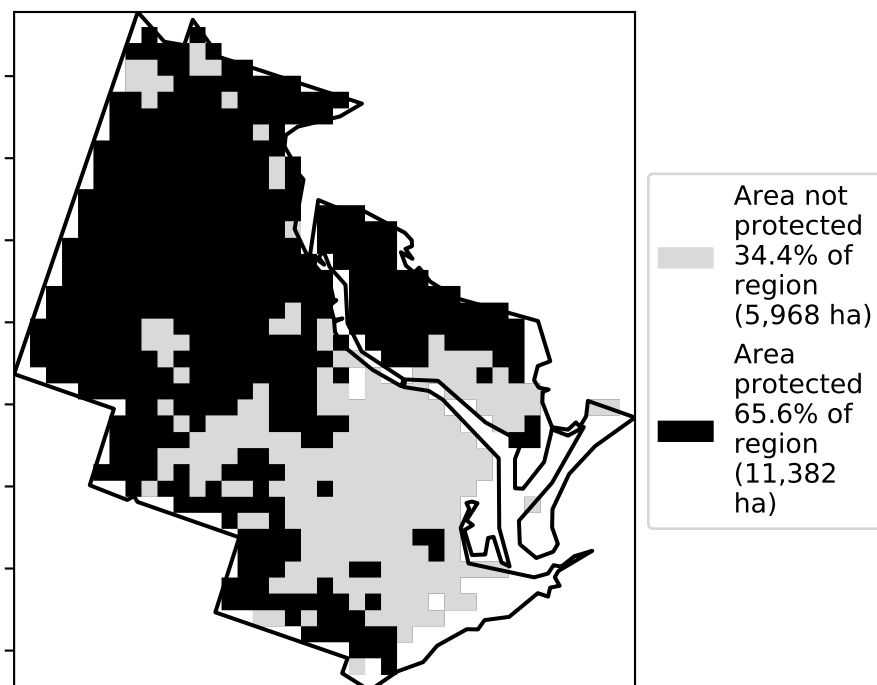 Area not
protected
34.4% of
region
(5,968 ha)
Area
protected
65.6% of
region
(11,382
ha)